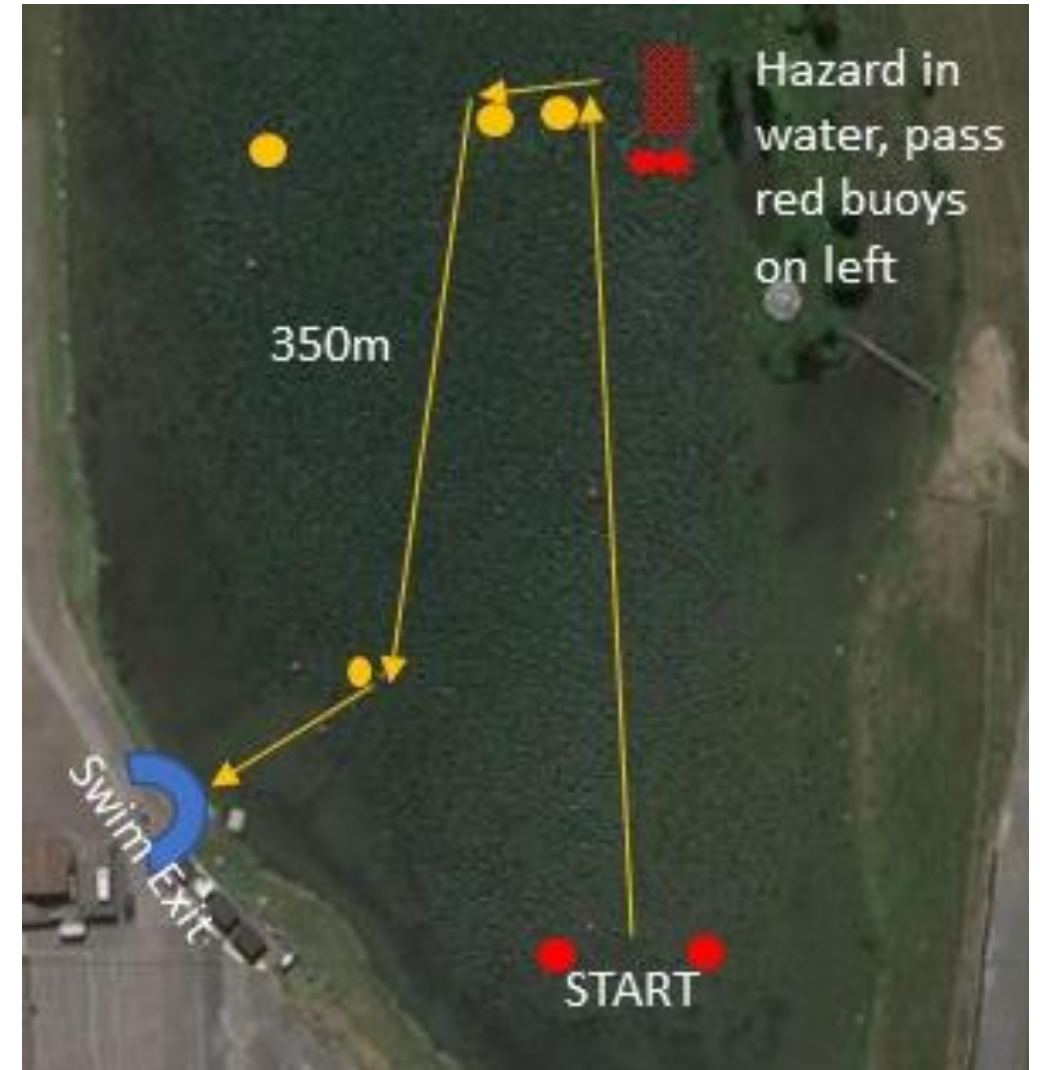 Hazard in
water, pass
red buoys
on left
350m
Swim Exit
START